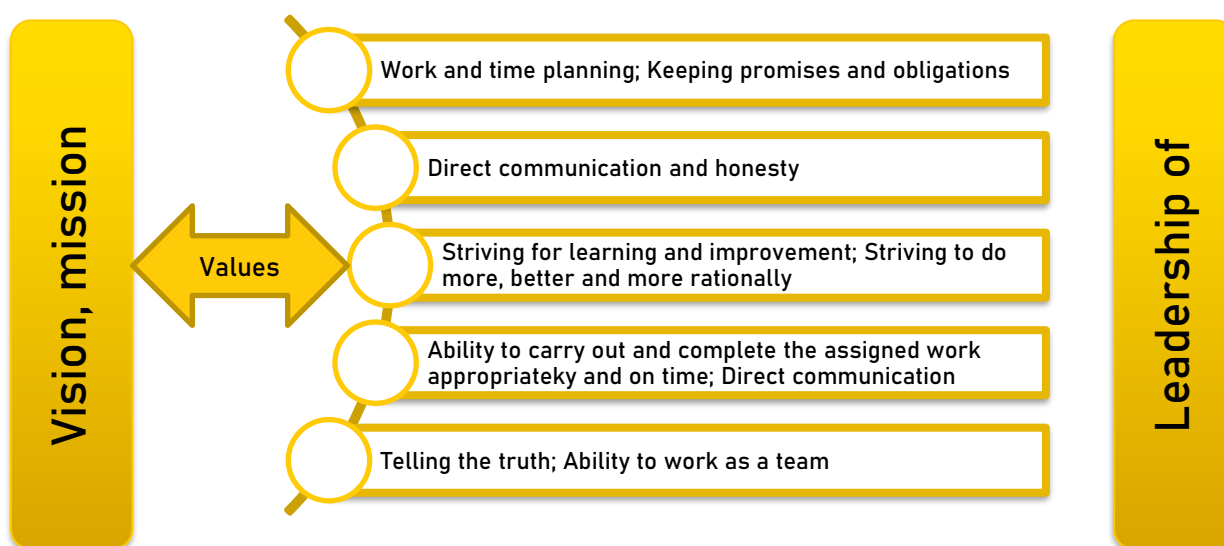 Vision, mission
Values
Work and time planning; Keeping promises and obligations
Direct communication and honesty
Striving for learning and improvement; Striving to do
more, better and more rationally
Ability to carry out and complete the assigned work
appropriateky and on time; Direct communication
Telling the truth; Ability to work as a team
Leadership of